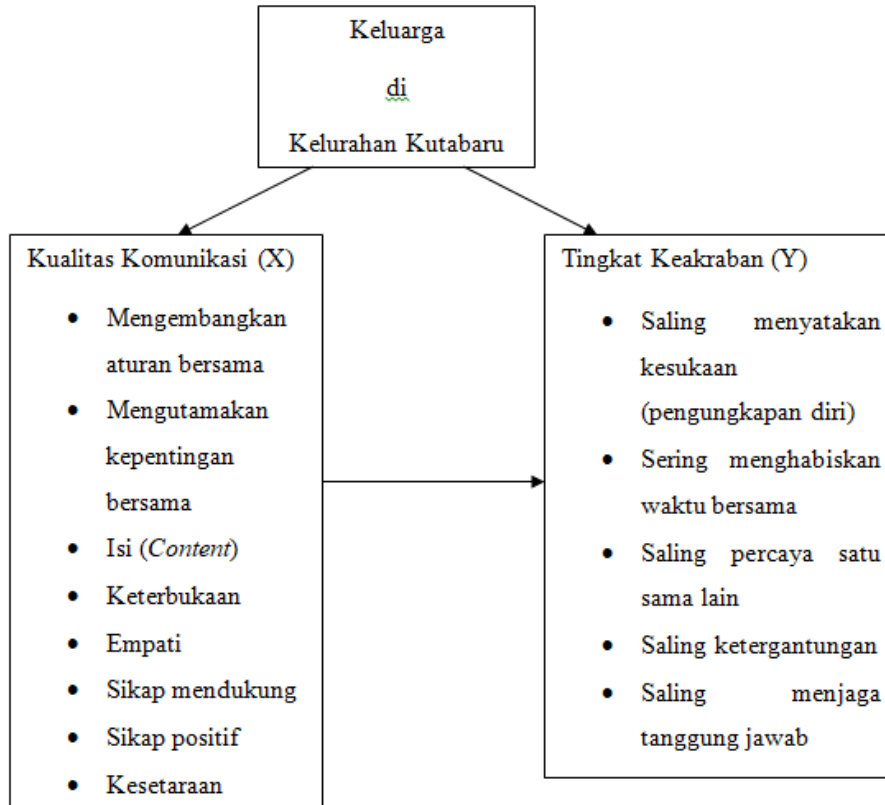 Keluarga
di
Kelurahan Kutabaru
Kualitas Komunikasi (X)
• Mengembangkan
aturan bersama
• Mengutamakan
kepentingan
bersama
• Isi (Content)
• Keterbukaan
• Empati
• Sikap mendukung
• Sikap positif
• Kesetaraan
Tingkat Keakraban (Y)
• Saling menyatakan
kesukaan
(pengungkapan diri)
• Sering menghabiskan
waktu bersama
• Saling percaya satu
sama lain
• Saling ketergantungan
• Saling menjaga
tanggung jawab